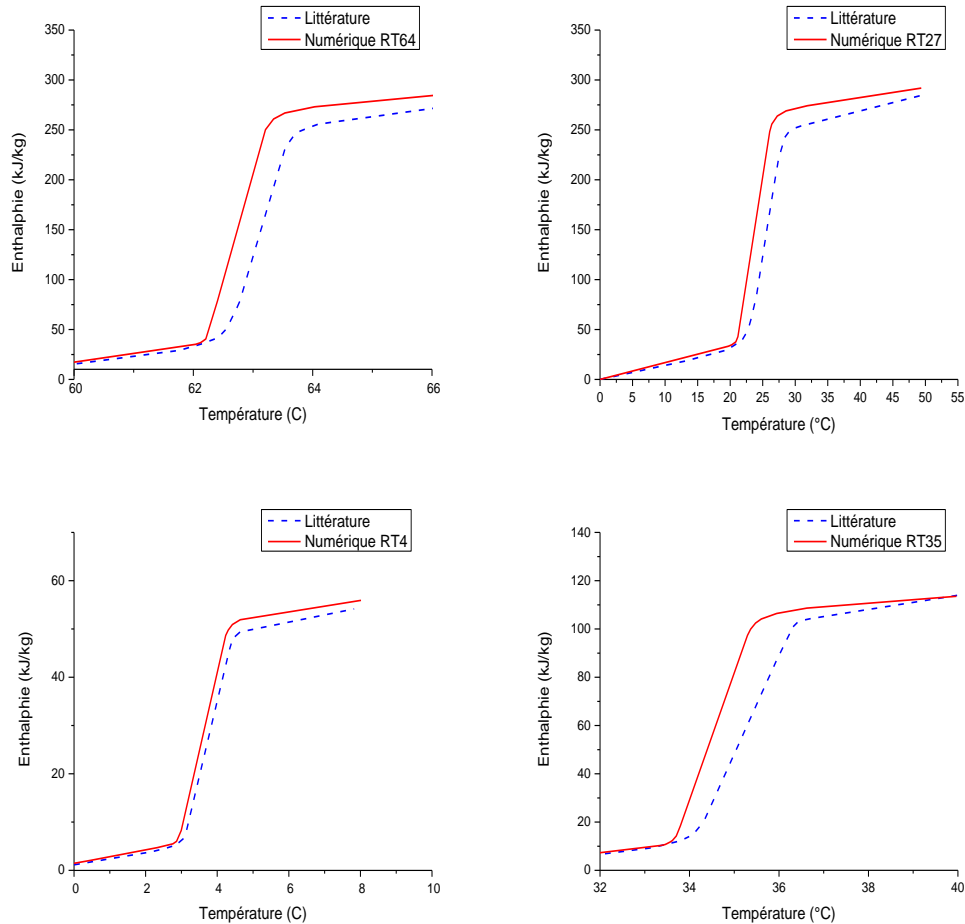 Littérature
Numérique RT64
350
300
250
200
150
100
50
0
Enthalphie (kJ/kg)
60 62 64 66
Température (C)
Littérature
Numérique RT27
350
300
250
200
150
100
50
0
Enthalphie (kJ/kg)
0 5 10 15 20 25 30 35 40 45 50 55
Température (°C)
Littérature
Numérique RT4
60
40
20
0
Enthalphie (kJ/kg)
0 2 4 6 8 10
Température (C)
Littérature
Numérique RT35
140
120
100
80
60
40
20
0
Enthalphie (kJ/kg)
32 34 36 38 40
Température (°C)